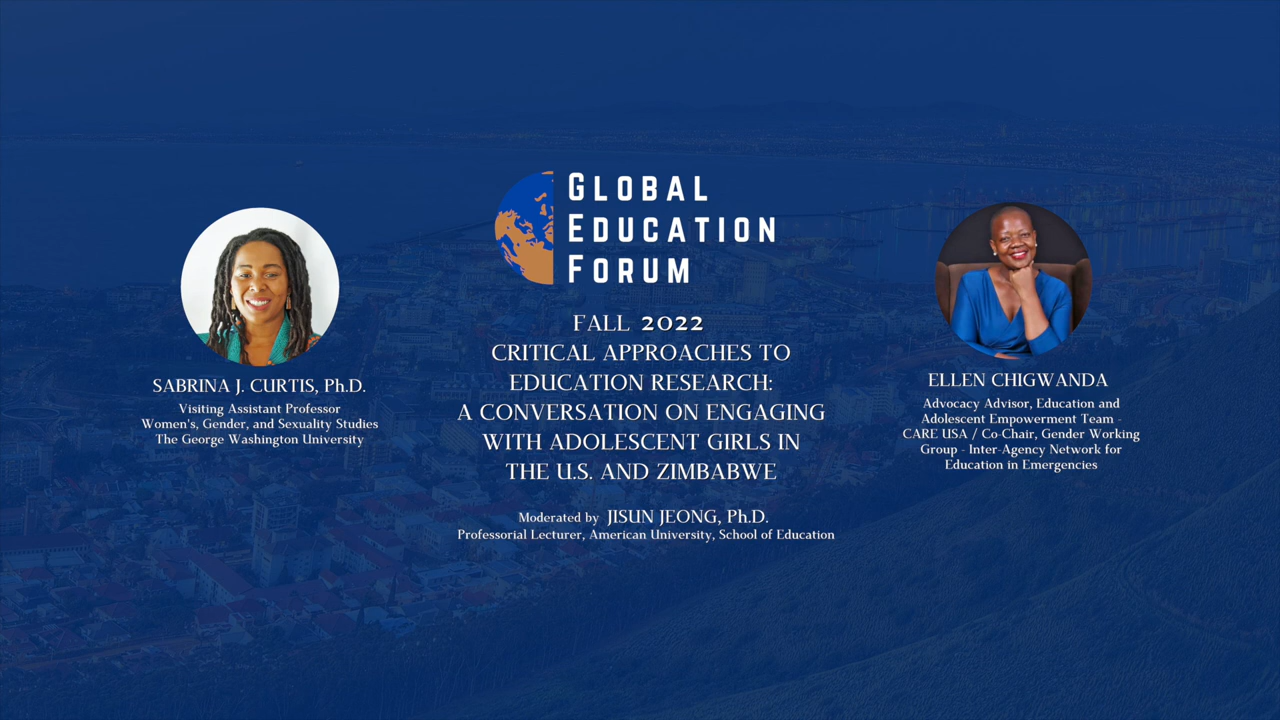 GLOBAL
EDUCATION
FORUM
FALL 2022
CRITICAL APPROACHES TO
EDUCATION RESEARCH:
A CONVERSATION ON ENGAGING
WITH ADOLESCENT GIRLS IN
THE U.S. AND ZIMBABWE
Moderated by JISUN JEONG, Ph.D.
Professorial Lecturer, American University, School of Education
SABRINA J. CURTIS, Ph.D.
Visiting Assistant Professor
Women's, Gender, and Sexuality Studies
The George Washington University
ELLEN CHIGWANDA
Advocacy Advisor, Education and
Adolescent Empowerment Team -
CARE USA / Co-Chair, Gender Working
Group - Inter-Agency Network for
Education in Emergencies